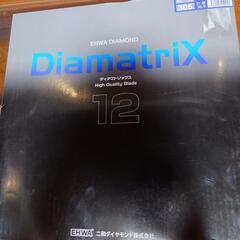 305
EHWA DIAMOND
DiamatriX
ディアマトリックス
High Quality Blade
12
EHWA 二和ダイヤモンド株式会社